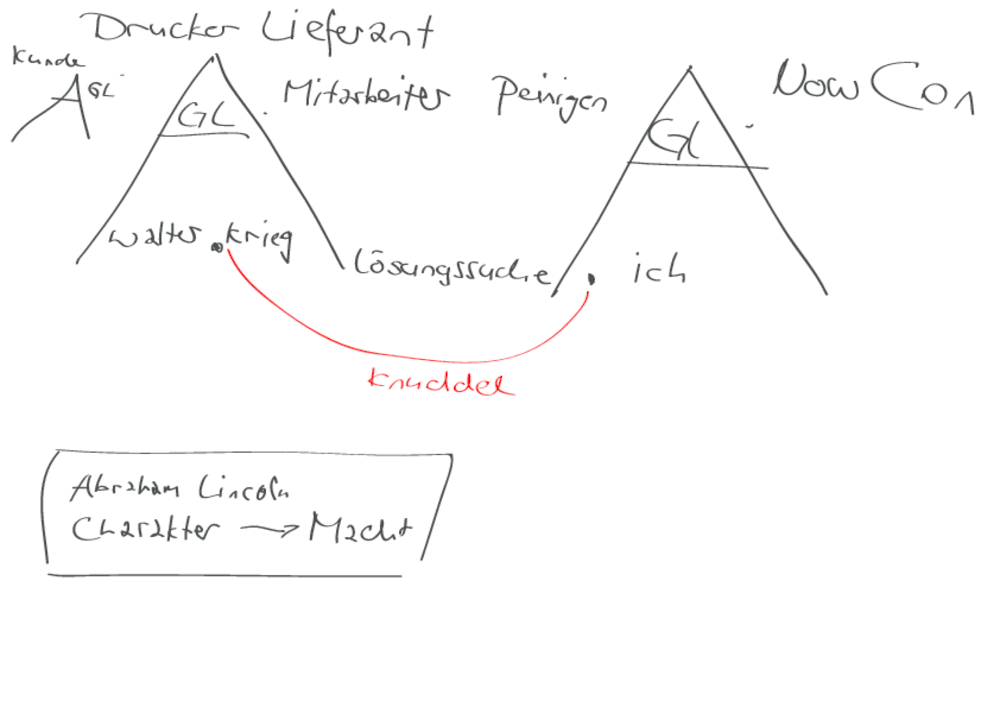 Drucker Lieferant
Kunde
GL
GL
Mitarbeiter Peinigen
GL
NowCon
Walter Krieg
Lösungssuche
ich
Knuddel
Abraham Lincoln
Charakter → Macht